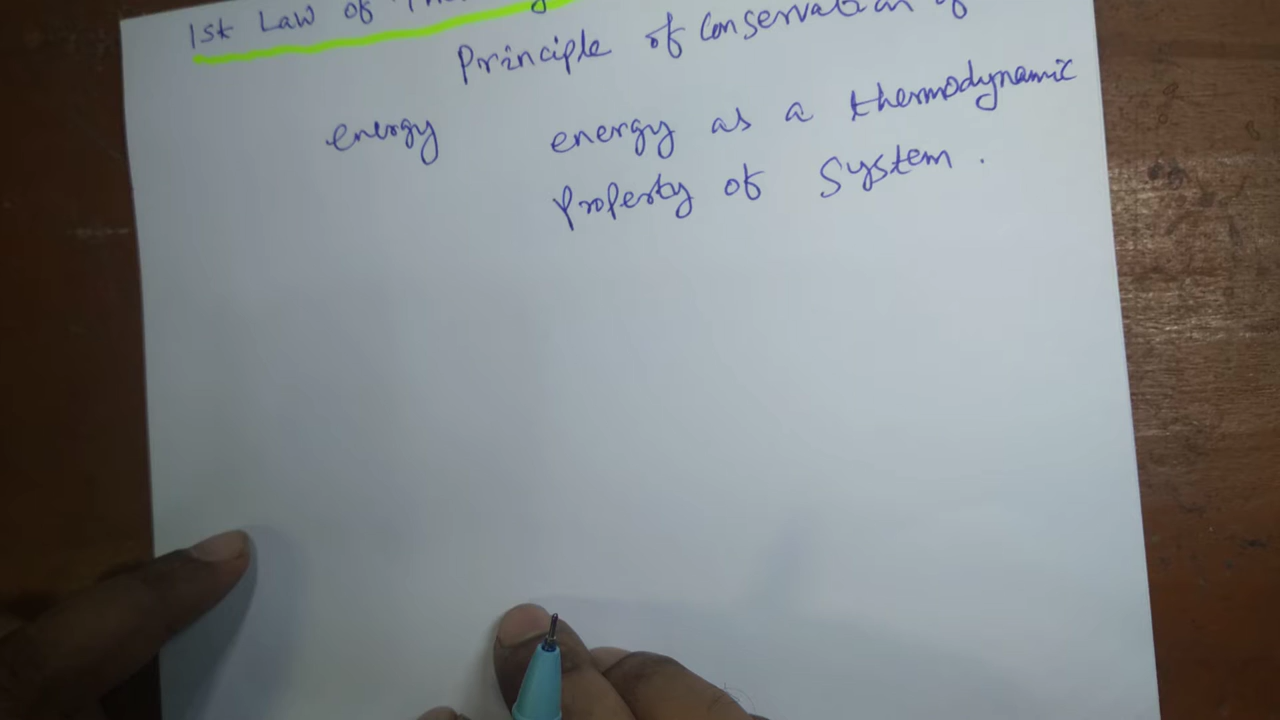 1st Law of
Principle of Conservation of
energy energy as a thermodynamic
Property of System.